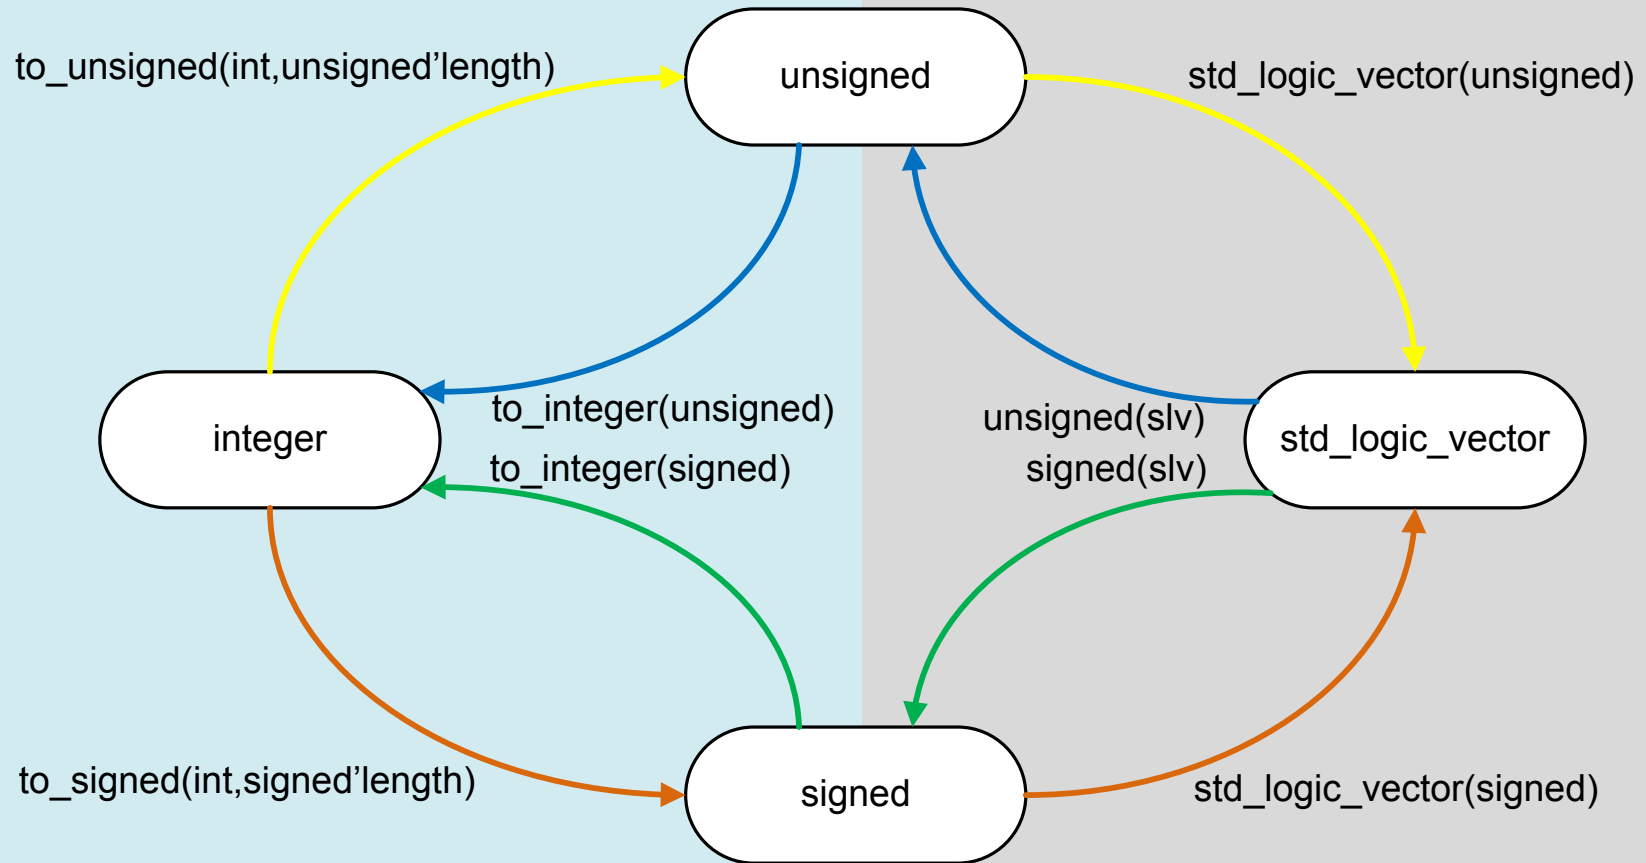 to_unsigned(int,unsigned’length)
unsigned
std_logic_vector(unsigned)
to_integer(unsigned)
unsigned(slv)
integer
std_logic_vector
to_integer(signed)
signed(slv)
to_signed(int,signed’length)
signed
std_logic_vector(signed)